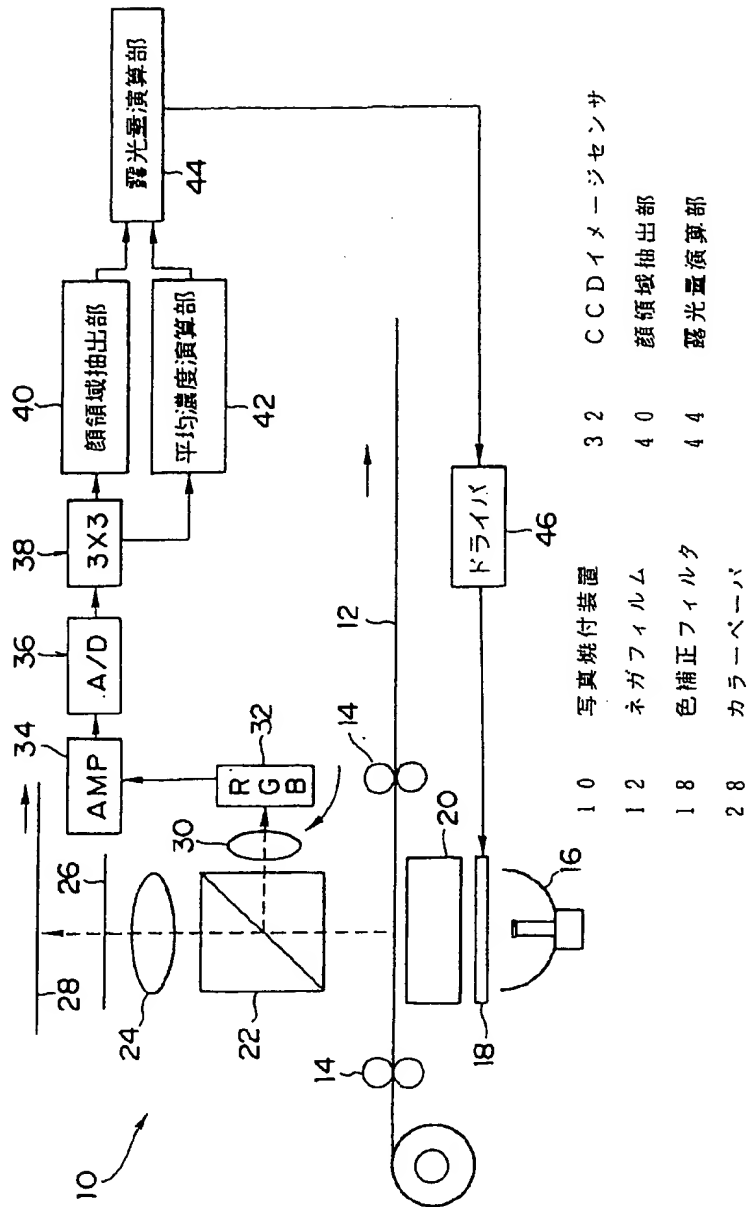 10
28
26
24
22
34
AMP
36
A/D
38
3X3
40
顔領域抽出部
平均濃度演算部
42
露光量演算部
44
30
R G B
32
14
14
12
20
18
16
ドライバ
46
10 写真焼付装置 32 CCDイメージセンサ
12 ネガフィルム 40 顔領域抽出部
18 色補正フィルタ 44 露光量演算部
28 カラーペーパ